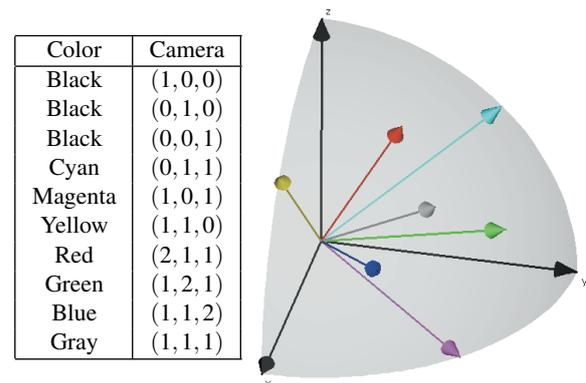 Color Camera
Black (1,0,0)
Black (0,1,0)
Black (0,0,1)
Cyan (0,1,1)
Magenta (1,0,1)
Yellow (1,1,0)
Red (2,1,1)
Green (1,2,1)
Blue (1,1,2)
Gray (1,1,1)
z
y